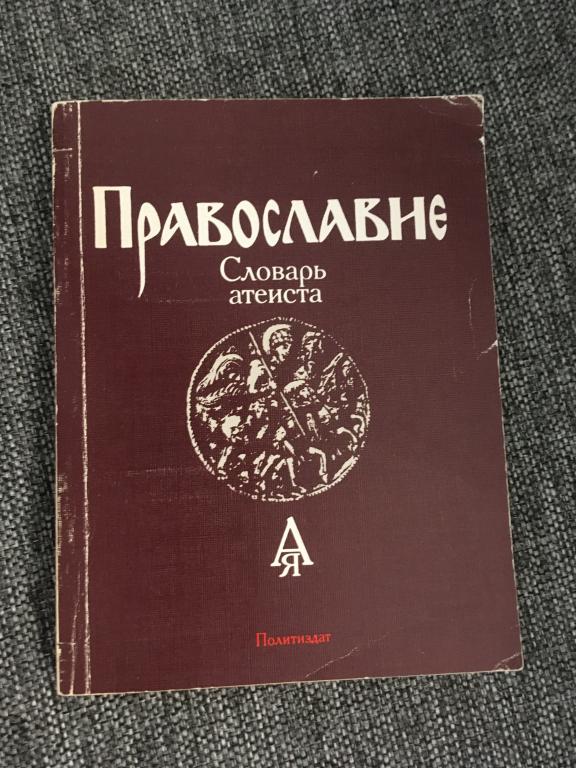 Православие
Словарь
атеиста
А
Я
Политиздат